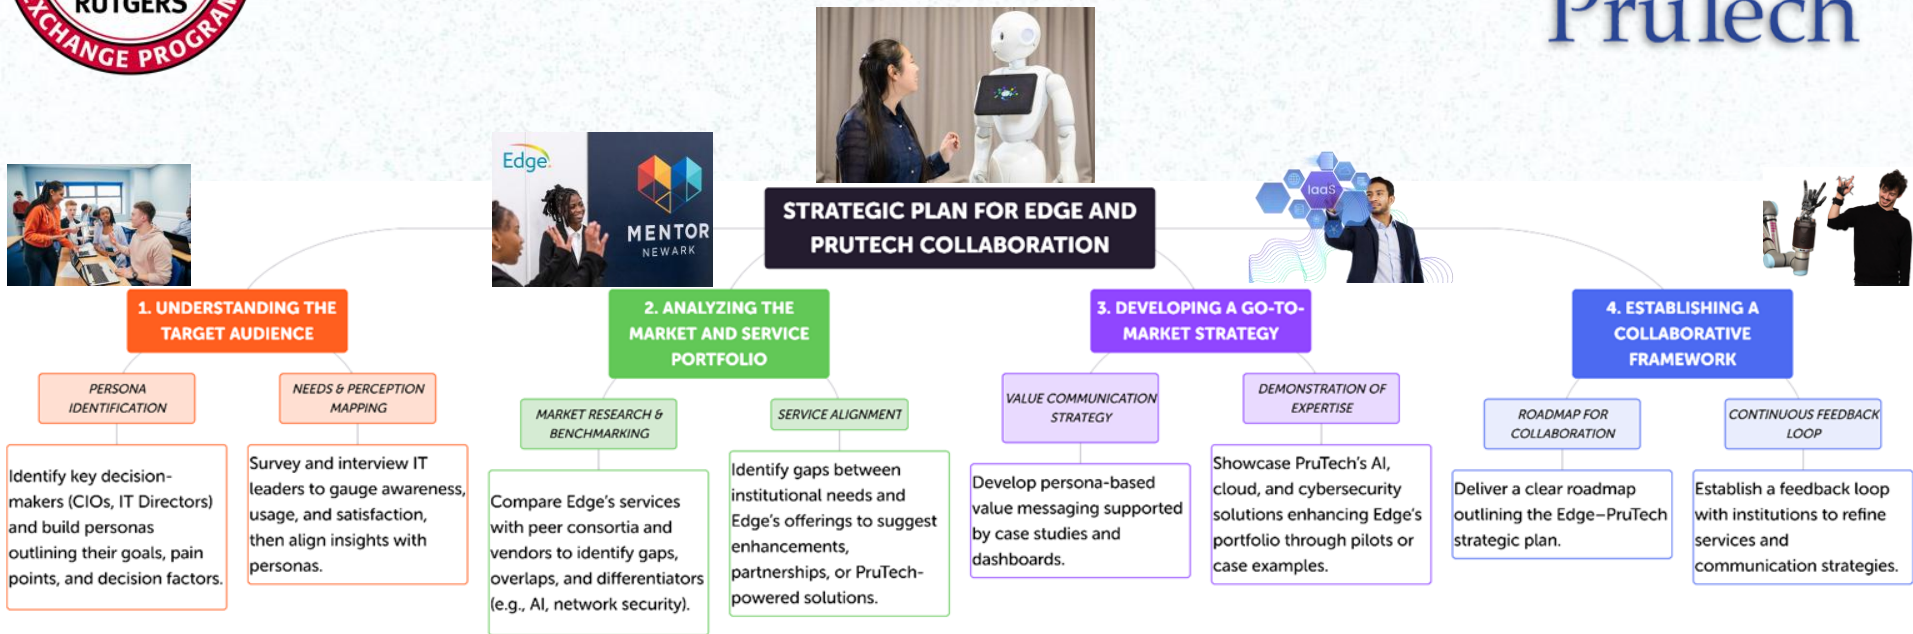 RUTGERS
EXCHANGE PROGRAM
PruTech
Edge
MENTOR
NEWARK
IaaS
STRATEGIC PLAN FOR EDGE AND
PRUTECH COLLABORATION
1. UNDERSTANDING THE
TARGET AUDIENCE
PERSONA
IDENTIFICATION
Identify key decision-
makers (CIOs, IT Directors)
and build personas
outlining their goals, pain
points, and decision factors.
NEEDS & PERCEPTION
MAPPING
Survey and interview IT
leaders to gauge awareness,
usage, and satisfaction,
then align insights with
personas.
2. ANALYZING THE
MARKET AND SERVICE
PORTFOLIO
MARKET RESEARCH &
BENCHMARKING
Compare Edge's services
with peer consortia and
vendors to identify gaps,
overlaps, and differentiators
(e.g., AI, network security).
SERVICE ALIGNMENT
Identify gaps between
institutional needs and
Edge's offerings to suggest
enhancements,
partnerships, or PruTech-
powered solutions.
3. DEVELOPING A GO-TO-
MARKET STRATEGY
VALUE COMMUNICATION
STRATEGY
Develop persona-based
value messaging supported
by case studies and
dashboards.
DEMONSTRATION OF
EXPERTISE
Showcase PruTech's AI,
cloud, and cybersecurity
solutions enhancing Edge's
portfolio through pilots or
case examples.
4. ESTABLISHING A
COLLABORATIVE
FRAMEWORK
ROADMAP FOR
COLLABORATION
Deliver a clear roadmap
outlining the Edge–PruTech
strategic plan.
CONTINUOUS FEEDBACK
LOOP
Establish a feedback loop
with institutions to refine
services and
communication strategies.